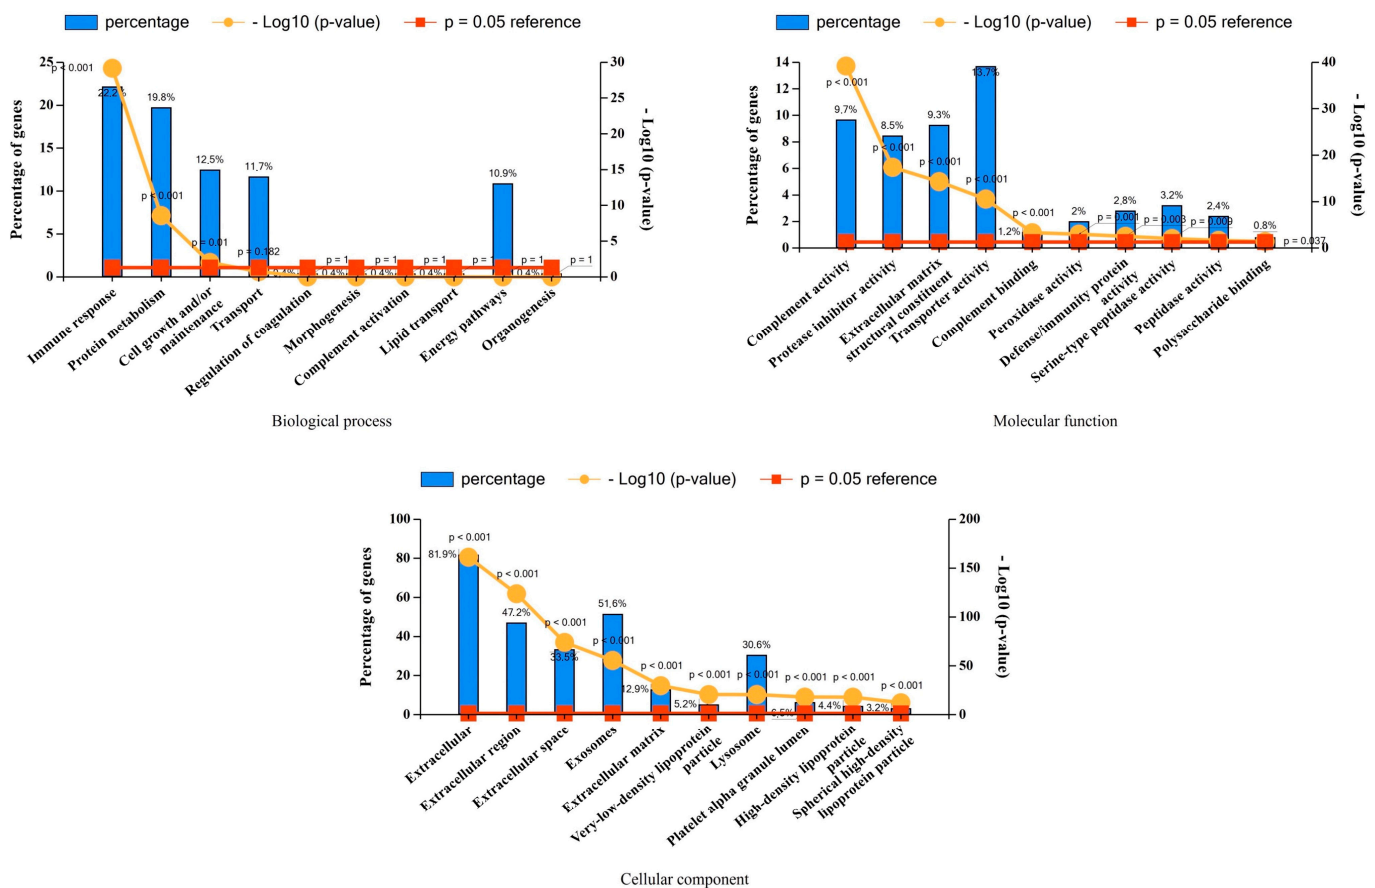 percentage
- Log10 (p-value)
p = 0.05 reference
Percentage of genes
25
20
15
10
5
0
30
25
20
15
10
5
0
- Log10 (p-value)
p < 0.001
22.2%
19.8%
p < 0.001
12.5%
p = 0.01
11.7%
p = 0.182
0.4%
p = 1
0.4%
p = 1
0.4%
p = 1
0.4%
p = 1
10.9%
0.4%
p = 1
Immune response
Protein metabolism
Cell growth and/or
maintenance
Transport
Regulation of coagulation
Morphogenesis
Complement activation
Lipid transport
Energy pathways
Organogenesis
Biological process
percentage
- Log10 (p-value)
p = 0.05 reference
Percentage of genes
14
12
10
8
6
4
2
0
40
30
20
10
0
- Log10 (p-value)
p < 0.001
9.7%
8.5%
p < 0.001
9.3%
p < 0.001
13.7%
p < 0.001
1.2%
p < 0.001
2%
p = 0.001
2.8%
p = 0.003
3.2%
p = 0.009
2.4%
0.8%
p = 0.037
Complement activity
Protease inhibitor activity
Extracellular matrix
structural constituent
Transporter activity
Complement binding
Peroxidase activity
Defense/immunity protein
activity
Serine-type peptidase activity
Peptidase activity
Polysaccharide binding
Molecular function
percentage
- Log10 (p-value)
p = 0.05 reference
Percentage of genes
100
80
60
40
20
0
200
150
100
50
0
- Log10 (p-value)
p < 0.001
81.9%
p < 0.001
47.2%
p < 0.001
33.5%
51.6%
p < 0.001
p < 0.001
12.9%
p < 0.001
5.2%
30.6%
p < 0.001
p < 0.001
6.5%
p < 0.001
4.4%
p < 0.001
3.2%
Extracellular
Extracellular region
Extracellular space
Exosomes
Extracellular matrix
Very-low-density lipoprotein
particle
Lysosome
Platelet alpha granule lumen
High-density lipoprotein
particle
Spherical high-density
lipoprotein particle
Cellular component